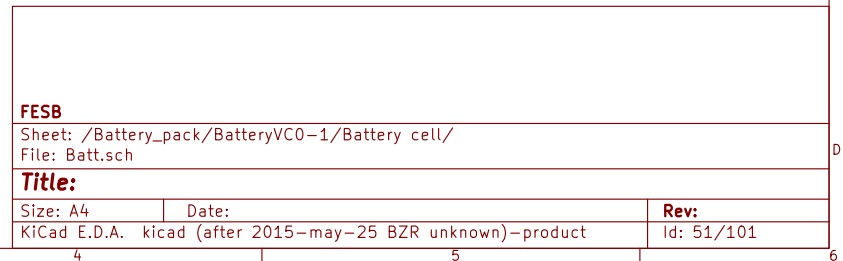 FESB
Sheet: /Battery_pack/BatteryVC0-1/Battery cell/
File: Batt.sch
D
Title:
Size: A4 Date: Rev:
KiCad E.D.A. kicad (after 2015-may-25 BZR unknown)-product Id: 51/101
4 5 6